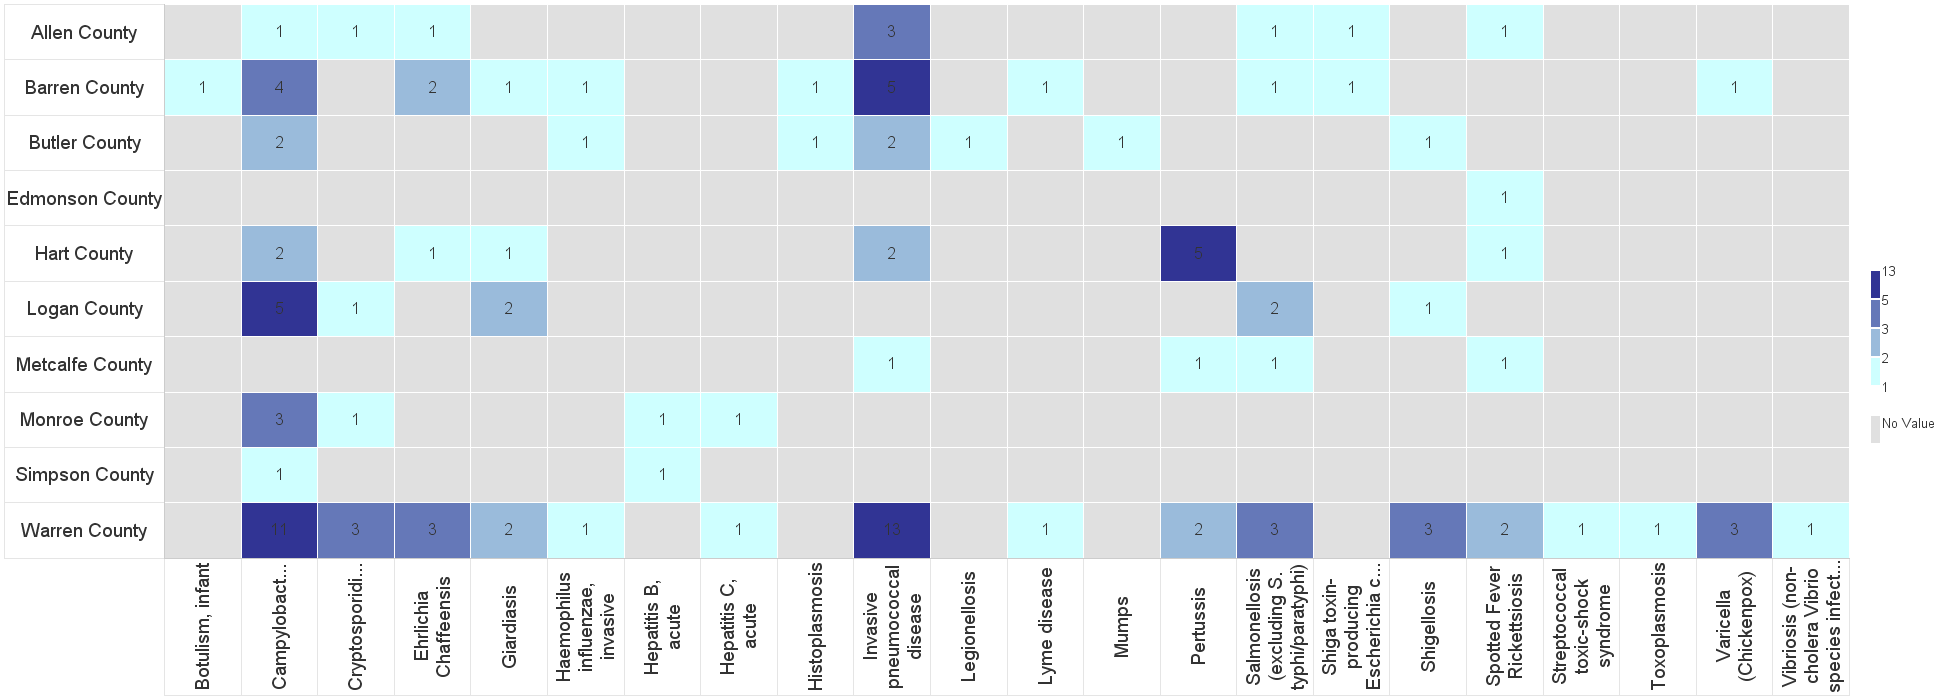 Allen County 1 1 1 3 1 1 1
Barren County 1 4 2 1 1 1 1 1 1 1
Butler County 2 1 1 2 1 1 1
Edmonson County 1
Hart County 2 1 1 2 5 1
Logan County 5 1 2 2 1
Metcalfe County 1 1 1 1
Monroe County 3 1 1 1
Simpson County 1 1
Warren County 11 3 3 2 1 1 13 1 2 3 3 2 1 1 3 1
Botulism, infant
Campylobact...
Cryptosporidi...
Ehrlichia
Chaffeensis
Giardiasis
Haemophilus
influenzae,
invasive
Hepatitis B,
acute
Hepatitis C,
acute
Histoplasmosis
Invasive
pneumococcal
disease
Legionellosis
Lyme disease
Mumps
Pertussis
Salmonellosis
(excluding S.
typhi/paratyphi)
Shiga toxin-
producing
Escherichia c...
Shigellosis
Spotted Fever
Rickettsiosis
Streptococcal
toxic-shock
syndrome
Toxoplasmosis
Varicella
(Chickenpox)
Vibriosis (non-
cholera Vibrio
species infect...
13
5
3
2
1
No Value